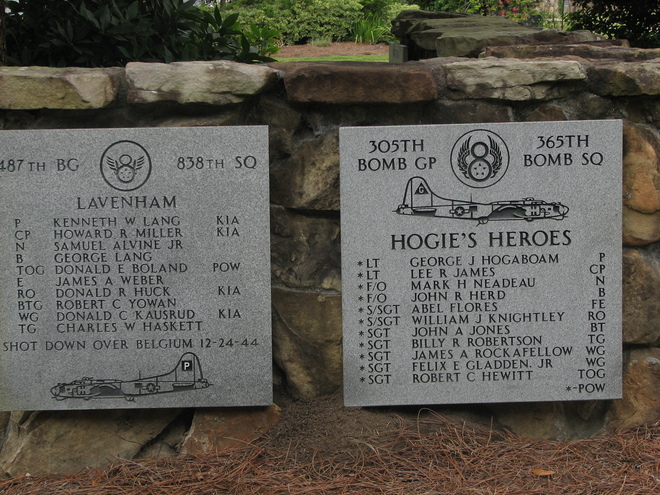 487TH BG 838TH SQ
8
LAVENHAM
P KENNETH W LANG KIA
CP HOWARD R MILLER KIA
N SAMUEL ALVINE JR
B GEORGE LANG
TOG DONALD E BOLAND POW
E JAMES A WEBER
RO DONALD R HUCK KIA
BTG ROBERT C YOWAN
WG DONALD C KAUSRUD KIA
TG CHARLES W HASKETT
SHOT DOWN OVER BELGIUM 12-24-44
P
305TH BOMB GP 365TH BOMB SQ
8
G
HOGIE'S HEROES
*LT GEORGE J HOGABOAM P
*LT LEE R JAMES CP
*F/O MARK H NEADEAU N
*F/O JOHN R HERD B
*S/SGT ABEL FLORES FE
*S/SGT WILLIAM J KNIGHTLEY RO
*SGT JOHN A JONES BT
*SGT BILLY R ROBERTSON TG
*SGT JAMES A ROCKAFELLOW WG
*SGT FELIX E GLADDEN, JR WG
*SGT ROBERT C HEWITT TOG
*-POW